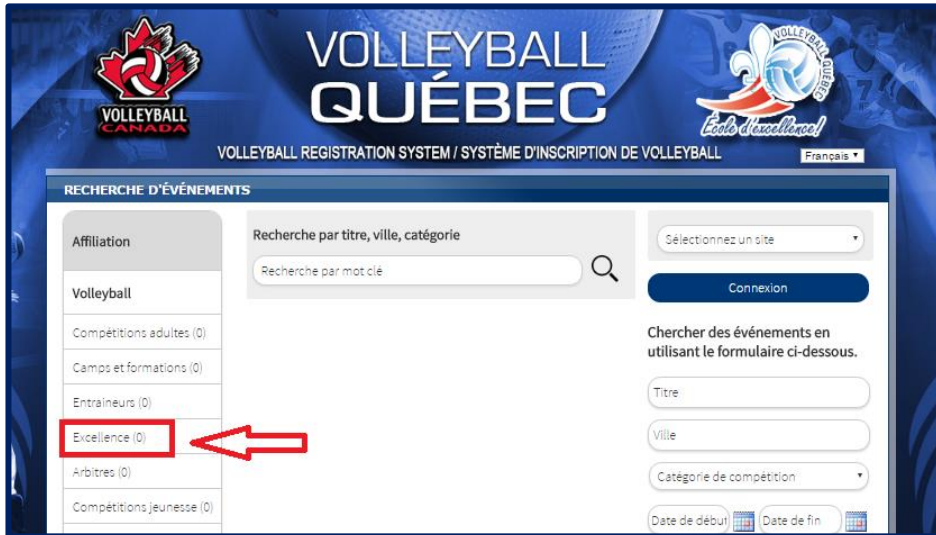 VOLLEYBALL
CANADA
VOLLEYBALL
QUÉBEC
VOLLEYBALL QUÉBEC
École d'excellence!
VOLLEYBALL REGISTRATION SYSTEM / SYSTÈME D'INSCRIPTION DE VOLLEYBALL
Français
RECHERCHE D'ÉVÉNEMENTS
Affiliation
Volleyball
Compétitions adultes (0)
Camps et formations (0)
Entraineurs (0)
Excellence (0)
Arbitres (0)
Compétitions jeunesse (0)
Recherche par titre, ville, catégorie
Recherche par mot clé
Sélectionnez un site
Connexion
Chercher des événements en
utilisant le formulaire ci-dessous.
Titre
Ville
Catégorie de compétition
Date de début Date de fin